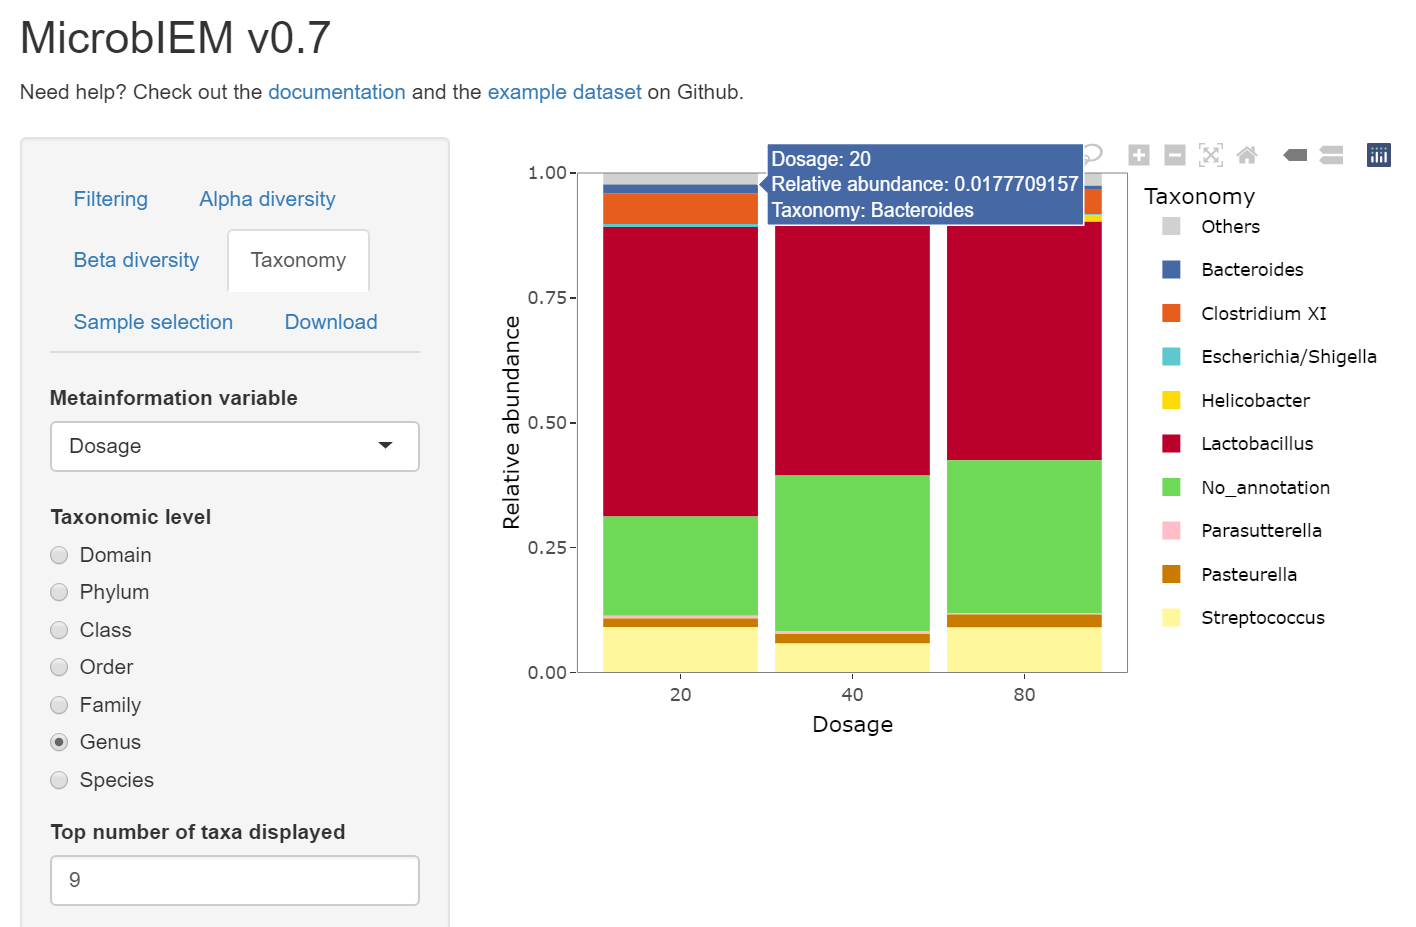 MicrobIEM v0.7
Need help? Check out the documentation and the example dataset on Github.
Filtering
Alpha diversity
Beta diversity
Taxonomy
Sample selection
Download
Metainformation variable
Dosage
Taxonomic level
Domain
Phylum
Class
Order
Family
Genus
Species
Top number of taxa displayed
9
Dosage: 20
Relative abundance: 0.0177709157
Taxonomy: Bacteroides
Relative abundance
1.00
0.75
0.50
0.25
0.00
20
40
80
Dosage
Taxonomy
Others
Bacteroides
Clostridium XI
Escherichia/Shigella
Helicobacter
Lactobacillus
No_annotation
Parasutterella
Pasteurella
Streptococcus